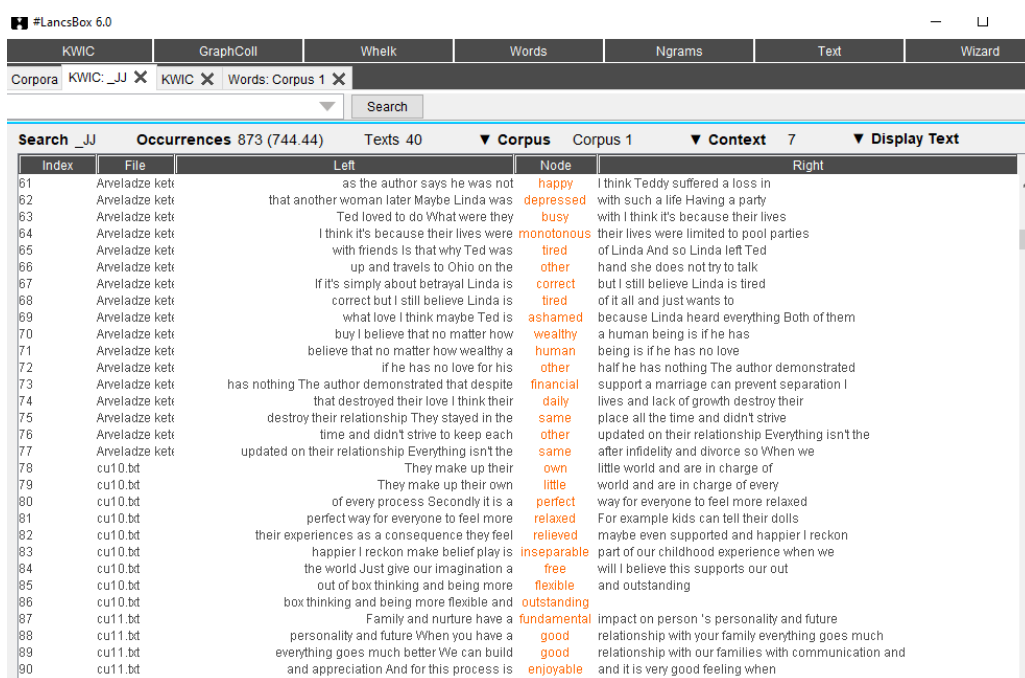 #LancsBox 6.0
KWIC GraphColl Whelk Words Ngrams Text Wizard
Corpora KWIC: _JJ KWIC Words: Corpus 1
Search
Search _JJ Occurrences 873 (744.44) Texts 40 ▼ Corpus Corpus 1 ▼ Context 7 ▼ Display Text
Index File Left Node Right
61 Arveladze kete as the author says he was not happy I think Teddy suffered a loss in
62 Arveladze kete that another woman later Maybe Linda was depressed with such a life Having a party
63 Arveladze kete Ted loved to do What were they busy with I think it's because their lives
64 Arveladze kete I think it's because their lives were monotonous their lives were limited to pool parties
65 Arveladze kete with friends Is that why Ted was tired of Linda And so Linda left Ted
66 Arveladze kete up and travels to Ohio on the other hand she does not try to talk
67 Arveladze kete If it's simply about betrayal Linda is correct but I still believe Linda is tired
68 Arveladze kete correct but I still believe Linda is tired of it all and just wants to
69 Arveladze kete what love I think maybe Ted is ashamed because Linda heard everything Both of them
70 Arveladze kete buy I believe that no matter how wealthy a human being is if he has
71 Arveladze kete believe that no matter how wealthy a human being is if he has no love
72 Arveladze kete if he has no love for his other half he has nothing The author demonstrated
73 Arveladze kete has nothing The author demonstrated that despite financial support a marriage can prevent separation I
74 Arveladze kete that destroyed their love I think their daily lives and lack of growth destroy their
75 Arveladze kete destroy their relationship They stayed in the same place all the time and didn't strive
76 Arveladze kete time and didn't strive to keep each other updated on their relationship Everything isn't the
77 Arveladze kete updated on their relationship Everything isn't the same after infidelity and divorce so When we
78 cu10.txt They make up their own little world and are in charge of
79 cu10.txt They make up their own little world and are in charge of every
80 cu10.txt of every process Secondly it is a perfect way for everyone to feel more relaxed
81 cu10.txt perfect way for everyone to feel more relaxed For example kids can tell their dolls
82 cu10.txt their experiences as a consequence they feel relieved maybe even supported and happier I reckon
83 cu10.txt happier I reckon make belief play is inseparable part of our childhood experience when we
84 cu10.txt the world Just give our imagination a free will I believe this supports our out
85 cu10.txt out of box thinking and being more flexible and outstanding
86 cu10.txt box thinking and being more flexible and outstanding
87 cu11.txt Family and nurture have a fundamental impact on person 's personality and future
88 cu11.txt personality and future When you have a good relationship with your family everything goes much
89 cu11.txt everything goes much better We can build good relationship with our families with communication and
90 cu11.txt and appreciation And for this process is enjoyable and it is very good feeling when